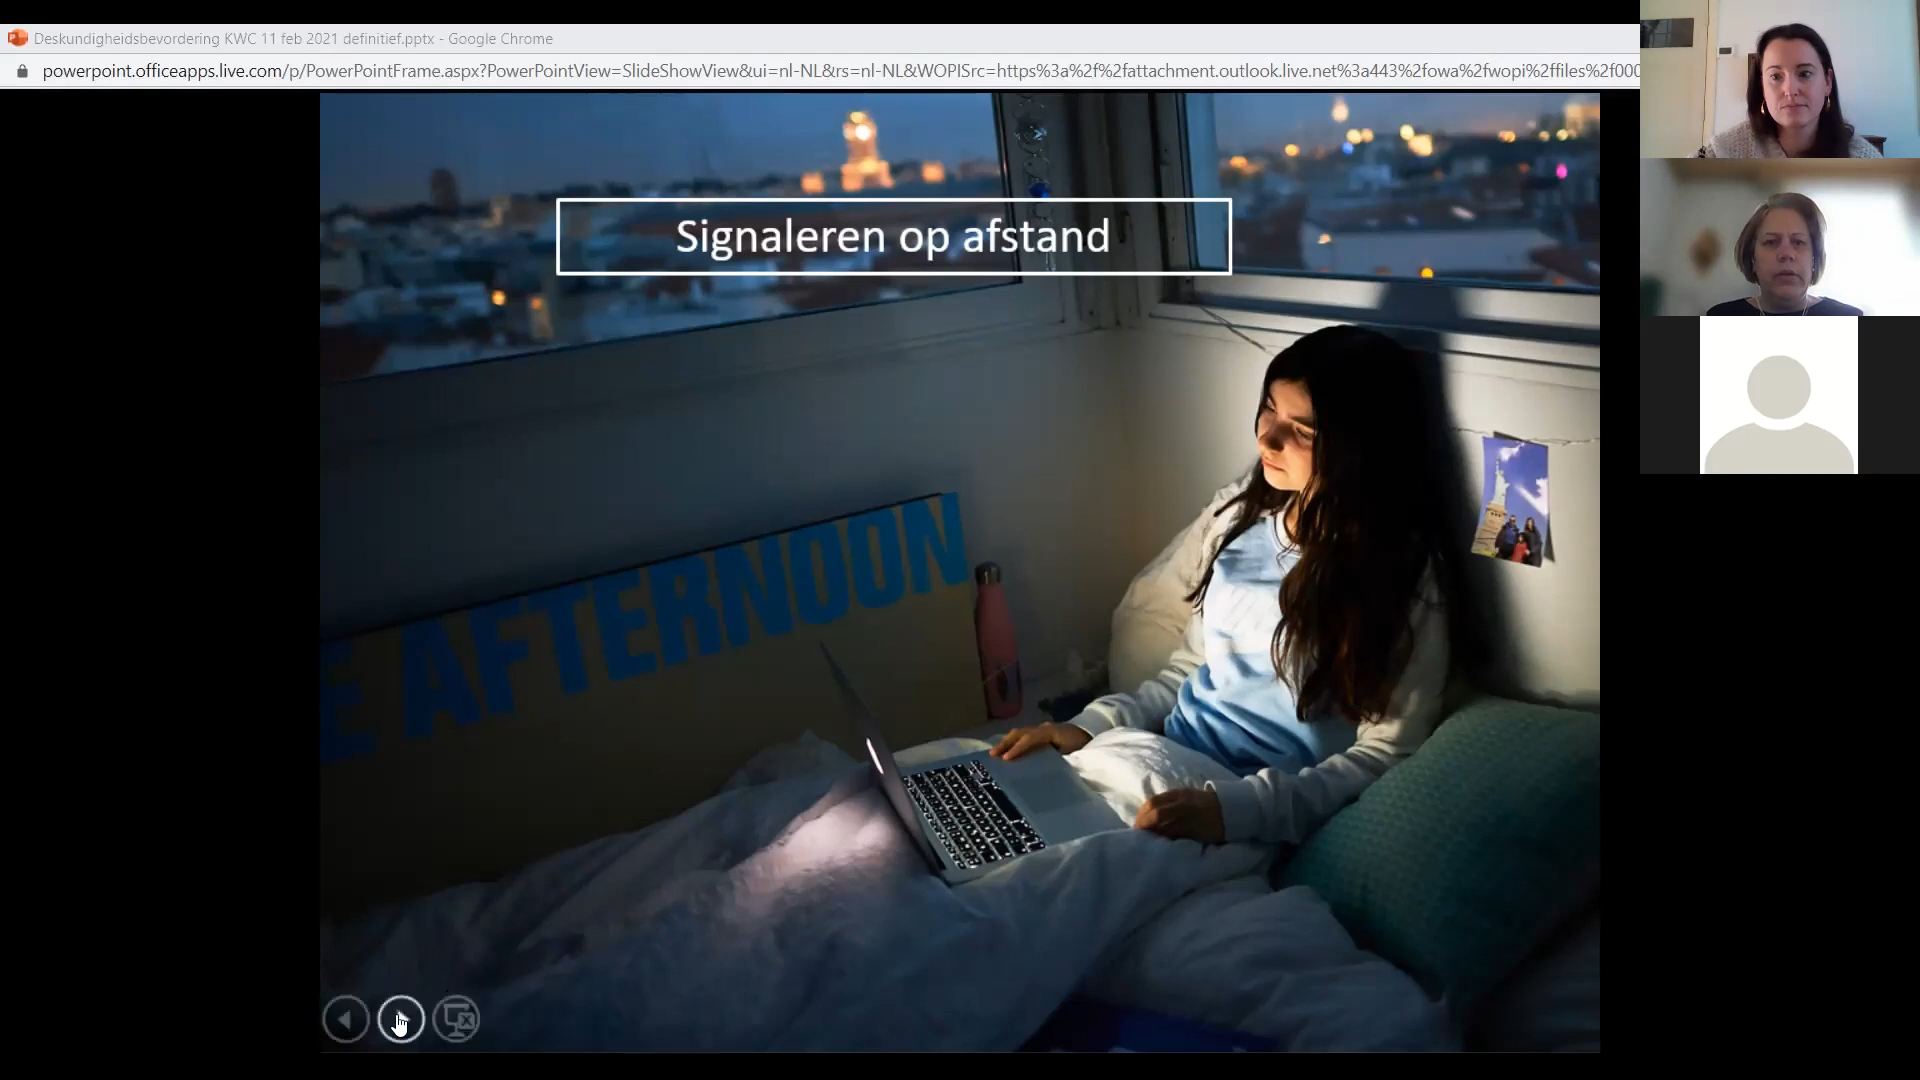 Deskundigheidsbevordering KWC 11 feb 2021 definitief.pptx - Google Chrome
powerpoint.officeapps.live.com/p/PowerPointFrame.aspx?PowerPointView=SlideShowView&ui=nl-NL&rs=nl-NL&WOPISrc=https%3a%2f%2fattachment.outlook.live.net%3a443%2fowa%2fwopi%2ffiles%2f000
Signaleren op afstand
E AFTERNOON